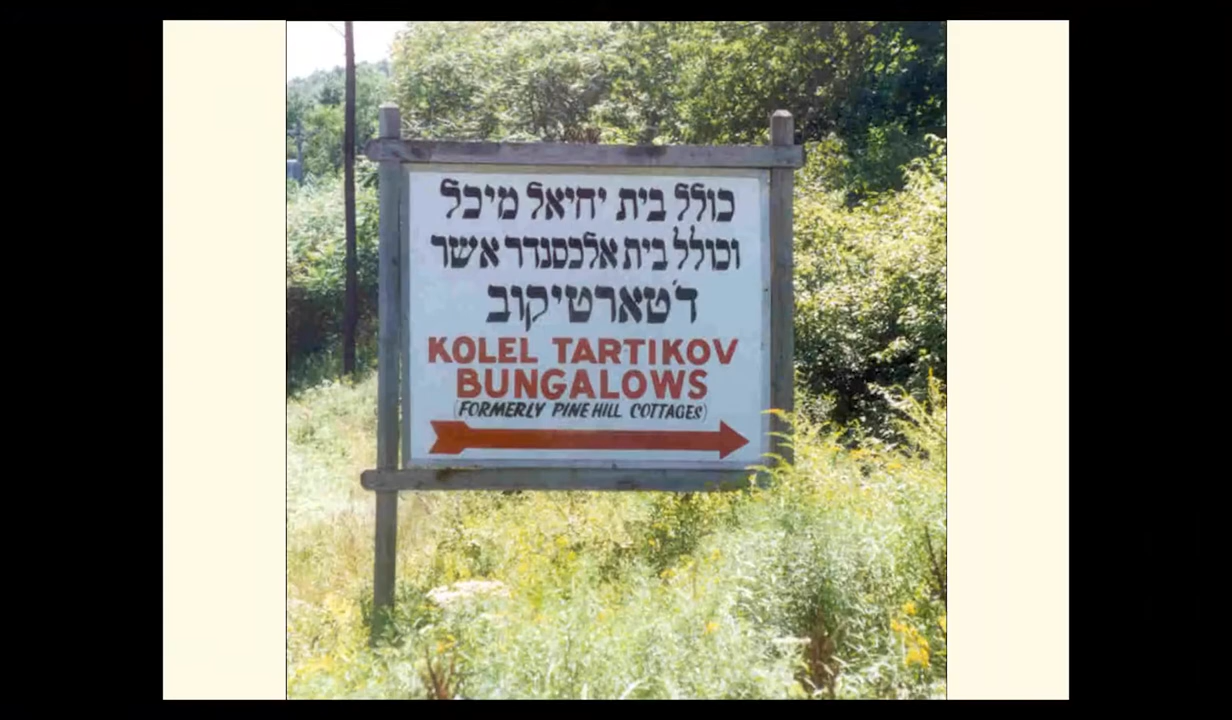 כולל בית יחיאל מיכל
וכולל בית אלכסנדר אשר
ד'טארטיקוב
KOLEL TARTIKOV
BUNGALOWS
(FORMERLY PINE HILL COTTAGES)